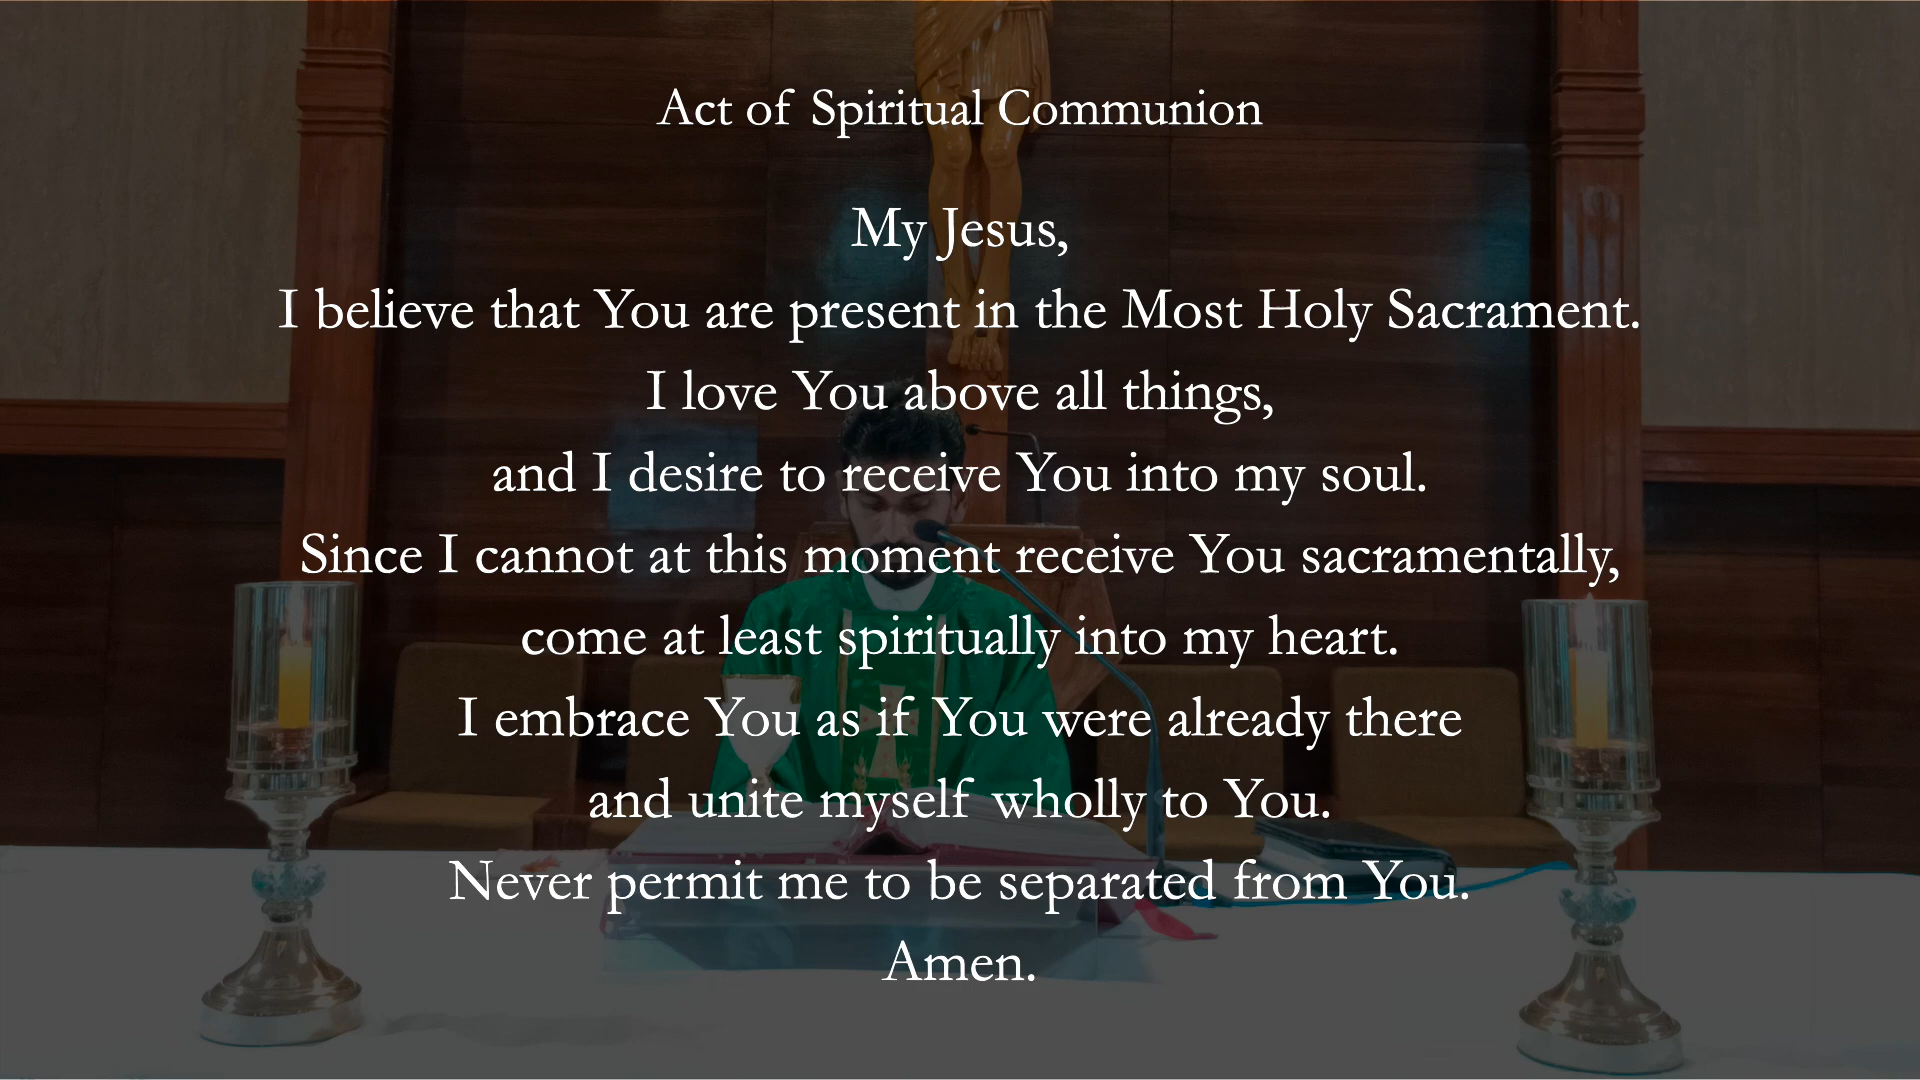 Act of Spiritual Communion
My Jesus,
I believe that You are present in the Most Holy Sacrament.
I love You above all things,
and I desire to receive You into my soul.
Since I cannot at this moment receive You sacramentally,
come at least spiritually into my heart.
I embrace You as if You were already there
and unite myself wholly to You.
Never permit me to be separated from You.
Amen.